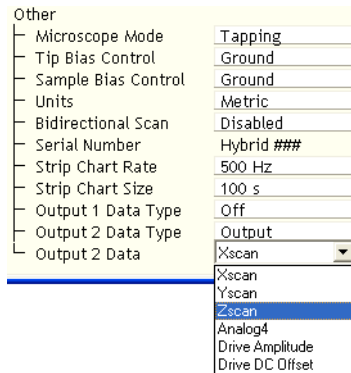 Other
Microscope Mode Tapping
Tip Bias Control Ground
Sample Bias Control Ground
Units Metric
Bidirectional Scan Disabled
Serial Number Hybrid ###
Strip Chart Rate 500 Hz
Strip Chart Size 100 s
Output 1 Data Type Off
Output 2 Data Type Output
Output 2 Data Xscan
Xscan
Yscan
Zscan
Analog4
Drive Amplitude
Drive DC Offset